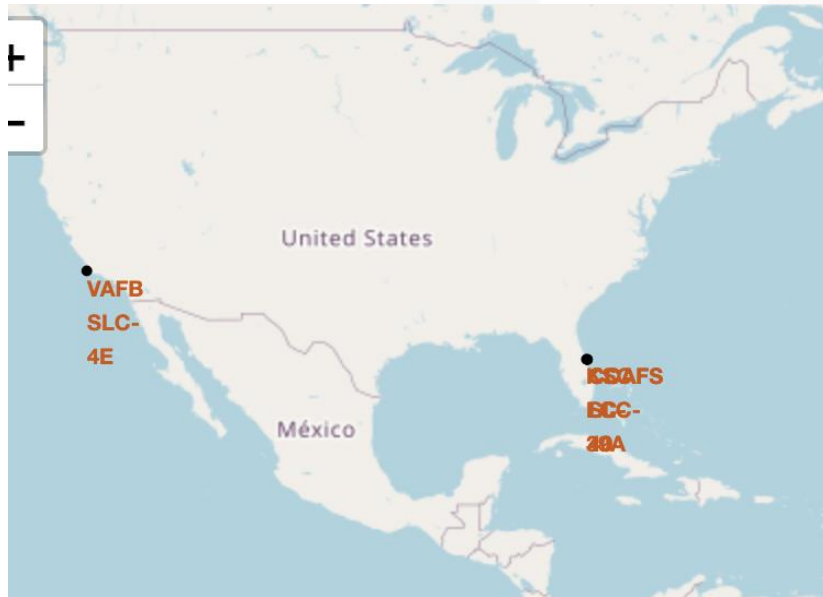 +
−
United States
VAFB
SLC-
4E
México